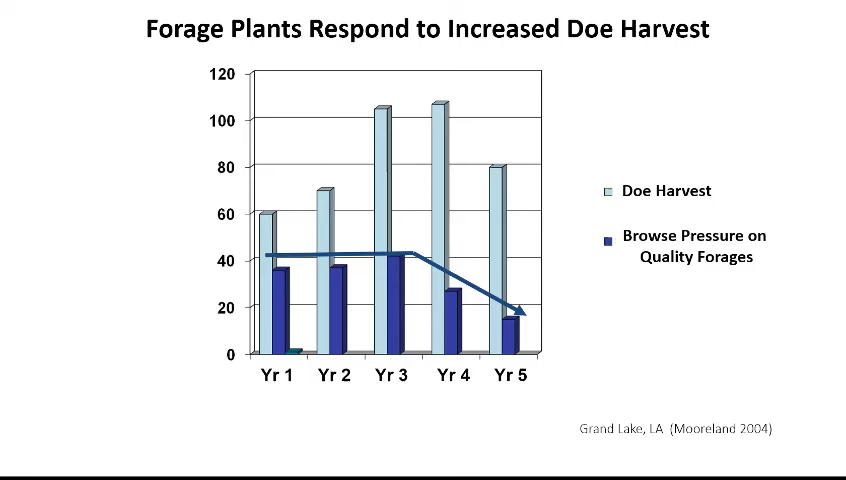 Forage Plants Respond to Increased Doe Harvest
120
100
80
60
40
20
0
Yr 1 Yr 2 Yr 3 Yr 4 Yr 5
Doe Harvest
Browse Pressure on
Quality Forages
Grand Lake, LA (Mooreland 2004)